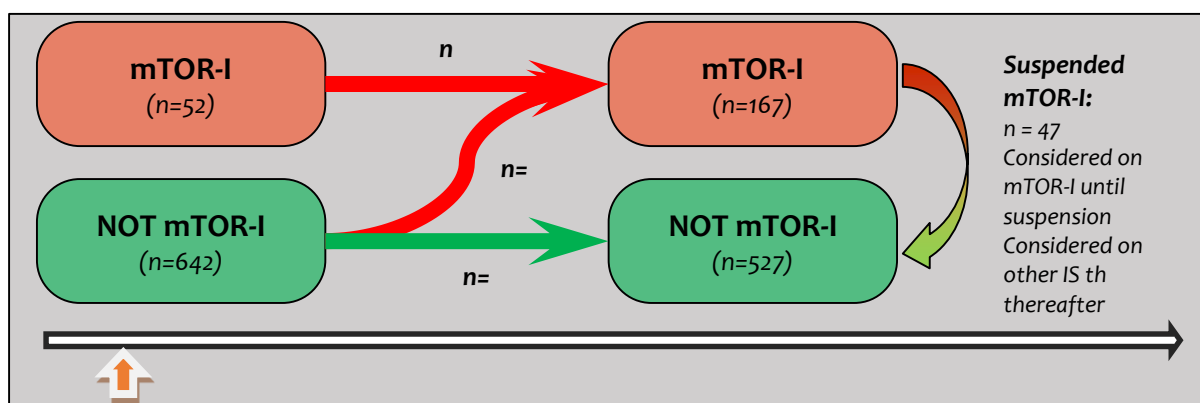 n
mTOR-I
(n=52)
mTOR-I
(n=167)
n=
NOT mTOR-I
(n=642)
NOT mTOR-I
(n=527)
n=
Suspended
mTOR-I:
n = 47
Considered on
mTOR-I until
suspension
Considered on
other IS th
thereafter